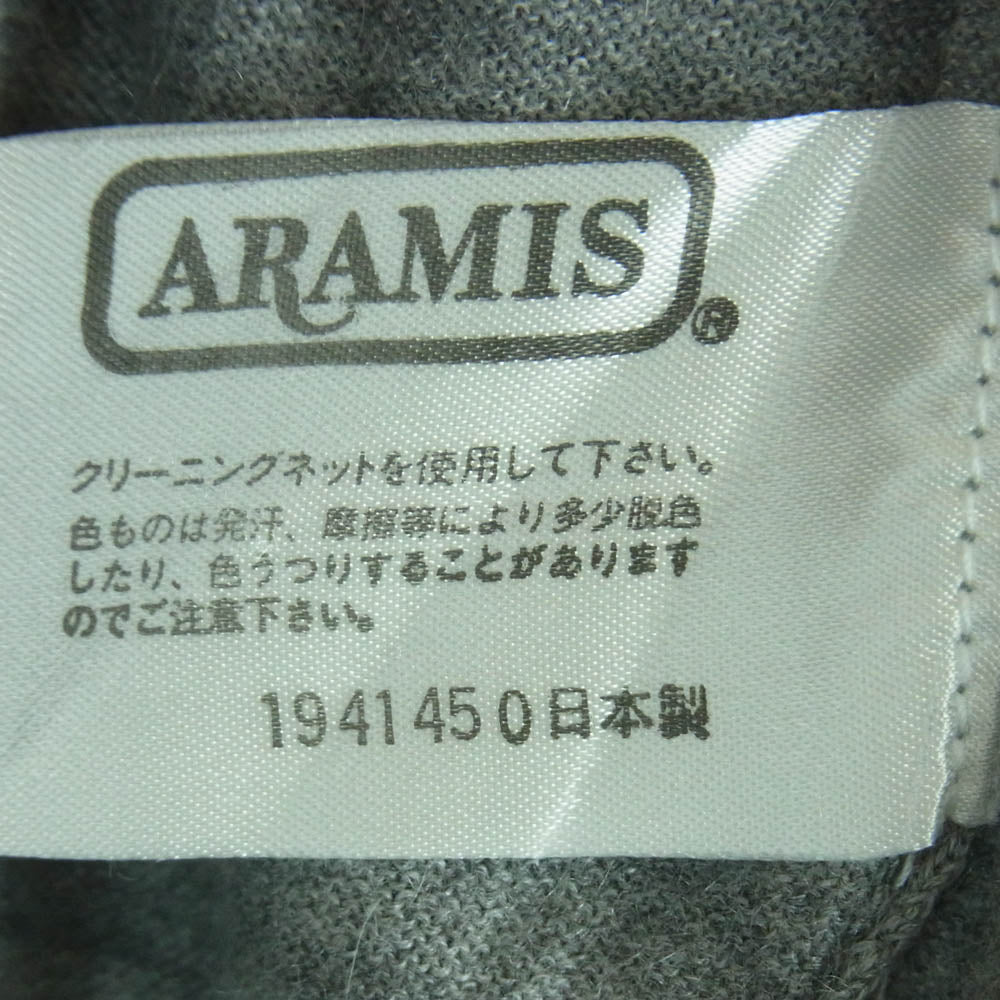 ARAMIS®
クリーニングネットを使用して下さい。
色ものは発汗、摩擦等により多少脱色
したり、色うつりすることがあります
のでご注意下さい。
1941450日本製